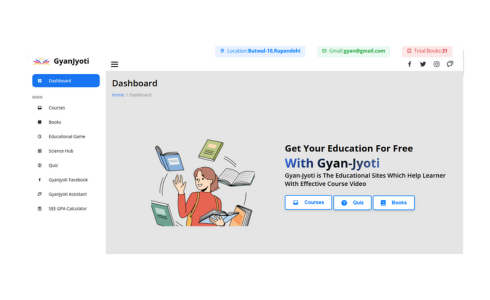 Location:Butwal-10,Rupandehi
Gmail:gyan@gmail.com
Total Books:31
GyanJyoti
Dashboard
Courses
Books
Educational Game
Science Hub
Quiz
GyanJyoti Facebook
GyanJyoti Assistant
SEE GPA Calculator
Dashboard
Home / Dashboard
Get Your Education For Free
With Gyan-Jyoti
Gyan-Jyoti is The Educational Sites Which Help Learner
With Effective Course Video
Courses
Quiz
Books